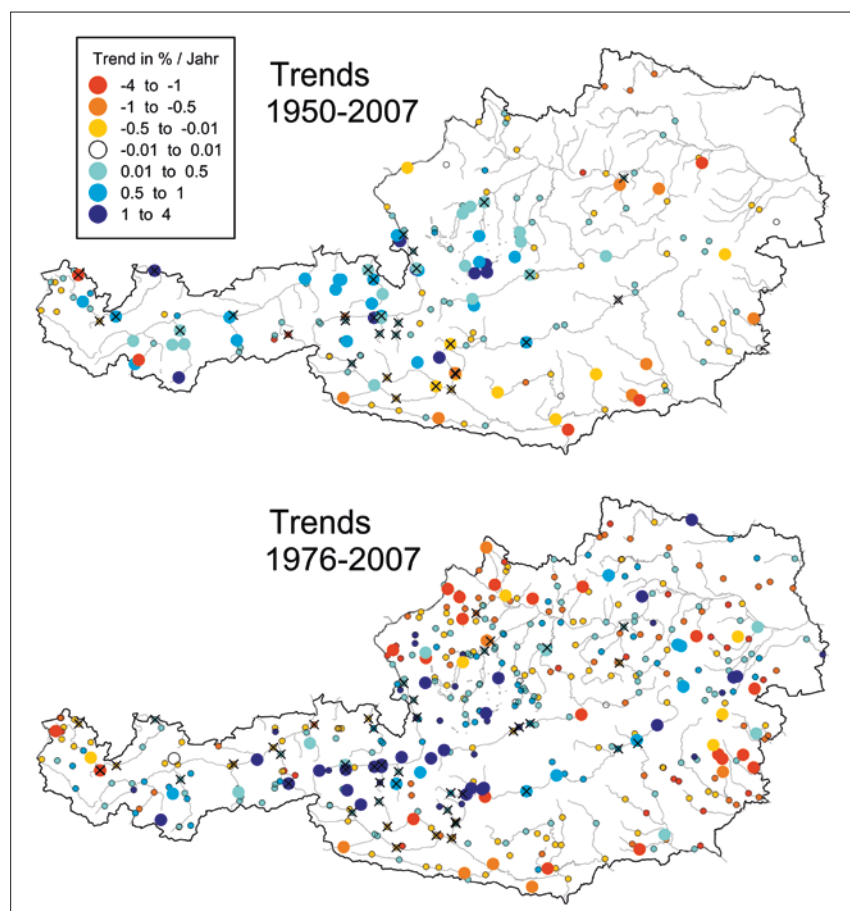 Trend in % / Jahr
-4 to -1
-1 to -0.5
-0.5 to -0.01
-0.01 to 0.01
0.01 to 0.5
0.5 to 1
1 to 4
Trends
1950-2007
Trends
1976-2007